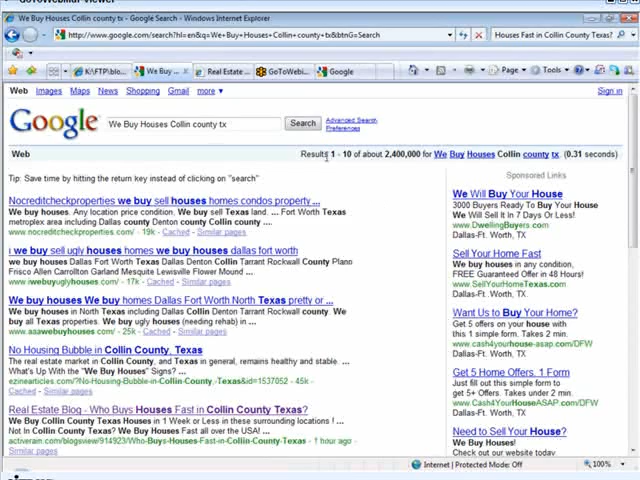 We Buy Houses Collin county tx - Google Search - Windows Internet Explorer
http://www.google.com/search?hl=en&q=We+Buy+Houses+Collin+county+tx&btnG=Search
Houses Fast in Collin County Texas?
K:\FTP\blo...
We Buy ...
Real Estate ...
GoToWebi...
Google
Page
Tools
Web Images Maps News Shopping Gmail more
Sign in
Google
We Buy Houses Collin county tx
Search
Advanced Search
Preferences
Web
Results 1 - 10 of about 2,400,000 for We Buy Houses Collin county tx. (0.31 seconds)
Tip: Save time by hitting the return key instead of clicking on "search"
Nocreditcheckproperties we buy sell houses homes condos property ...
We buy houses. Any location price condition, We buy sell Texas land. ... Fort Worth Texas
metroplex area including Dallas county Denton county Collin county ....
www.nocreditcheckproperties.com/ - 19k - Cached - Similar pages
i we buy sell ugly houses homes we buy houses dallas fort worth
we buy houses Dallas Fort Worth Texas Dallas Denton Collin Tarrant Rockwall County Plano
Frisco Allen Carrollton Garland Mesquite Lewisville Flower Mound ...
www.iwebuyuglyhouses.com/ - 17k - Cached - Similar pages
We buy houses We buy homes Dallas Fort Worth North Texas pretty or ...
We buy houses in North Texas including Dallas Collin Denton Tarrant Rockwall county. We
buy all Texas properties. We buy ugly houses (needing rehab) in ...
www.aaawebuyhouses.com/ - 25k - Cached - Similar pages
No Housing Bubble in Collin County, Texas
The real estate market in Collin County, and Texas in general, remains healthy and stable. ...
What's Up With the "We Buy Houses" Signs? ...
ezinearticles.com/?No-Housing-Bubble-in-Collin-County,-Texas&id=1537052 - 45k -
Cached - Similar pages
Real Estate Blog - Who Buys Houses Fast in Collin County Texas?
We Buy Collin County Texas Houses in 1 Week or Less in these surrounding locations !
Not In Collin County Texas? We Buy Houses Fast all over the USA! ...
activerain.com/blogsview/914923/Who-Buys-Houses-Fast-in-Collin-County-Texas - 1 hour ago -
Similar pages
Sponsored Links
We Will Buy Your House
3000 Buyers Ready To Buy Your House
We Will Sell It In 7 Days Or Less!
www.DwellingBuyers.com
Dallas-Ft. Worth, TX
Sell Your Home Fast
We buy houses in any condition,
FREE Guaranteed Offer in 48 Hours!
www.SellYourHomeTexas.com
Dallas-Ft. Worth, TX
Want Us to Buy Your Home?
Get 5 offers on your house with
this 1 simple form. Takes 2 min.
www.cash4yourhouse-asap.com/DFW
Dallas-Ft. Worth, TX
Get 5 Home Offers. 1 Form
Just fill out this simple form to
get 5+ Offers. Takes under 2 min.
www.Cash4YourHouseASAP.com/DFW
Dallas-Ft. Worth, TX
Need to Sell Your House?
We Buy Houses!
Check out our website today
Internet | Protected Mode: Off
100%